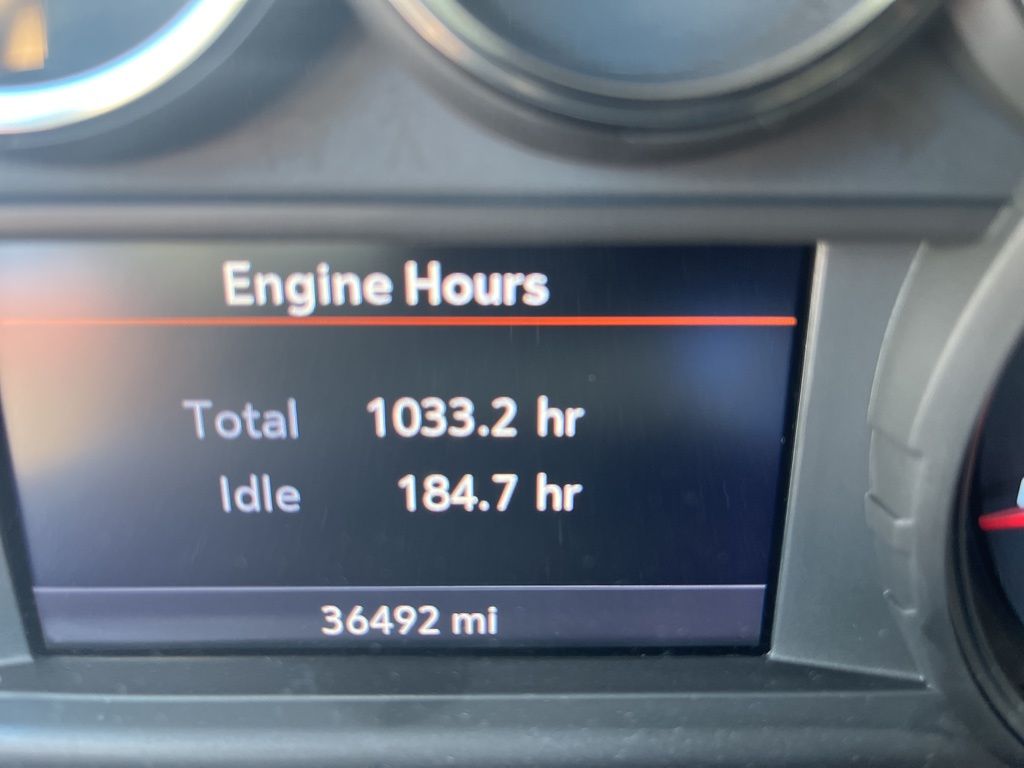 Engine Hours
Total 1033.2 hr
Idle 184.7 hr
36492 mi